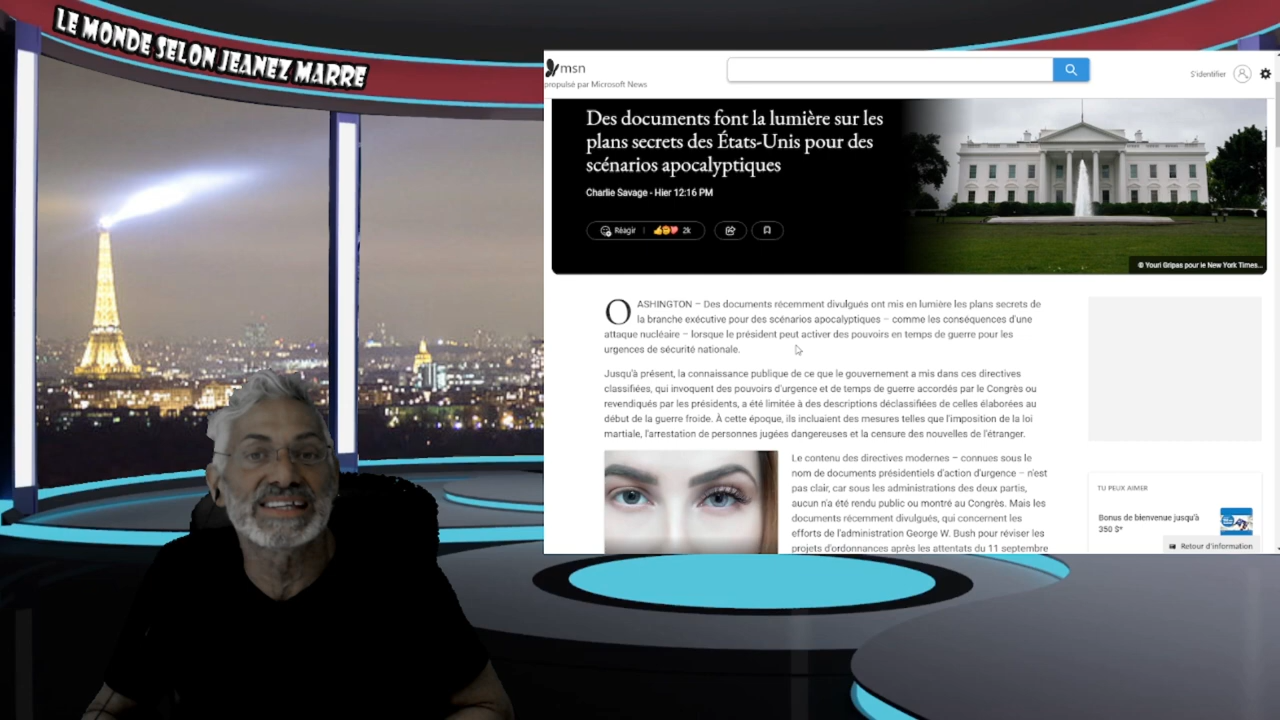 LE MONDE SELON JEANEZ MARRE
msn
propulsé par Microsoft News
S'identifier
Des documents font la lumière sur les
plans secrets des États-Unis pour des
scénarios apocalyptiques
Charlie Savage - Hier 12:16 PM
Réagir
2k
© Youri Gripas pour le New York Times...
O ASHINGTON – Des documents récemment divulgués ont mis en lumière les plans secrets de
la branche exécutive pour des scénarios apocalyptiques – comme les conséquences d'une
attaque nucléaire – lorsque le président peut activer des pouvoirs en temps de guerre pour les
urgences de sécurité nationale.
Jusqu'à présent, la connaissance publique de ce que le gouvernement a mis dans ces directives
classifiées, qui invoquent des pouvoirs d'urgence et de temps de guerre accordés par le Congrès ou
revendiqués par les présidents, a été limitée à des descriptions déclassifiées de celles élaborées au
début de la guerre froide. À cette époque, ils incluaient des mesures telles que l'imposition de la loi
martiale, l'arrestation de personnes jugées dangereuses et la censure des nouvelles de l'étranger.
Le contenu des directives modernes – connues sous le
nom de documents présidentiels d'action d'urgence – n'est
pas clair, car sous les administrations des deux partis,
aucun n'a été rendu public ou montré au Congrès. Mais les
documents récemment divulgués, qui concernent les
efforts de l'administration George W. Bush pour réviser les
projets d'ordonnances après les attentats du 11 septembre
TU PEUX AIMER
Bonus de bienvenue jusqu'à
350 $*
Retour d'information